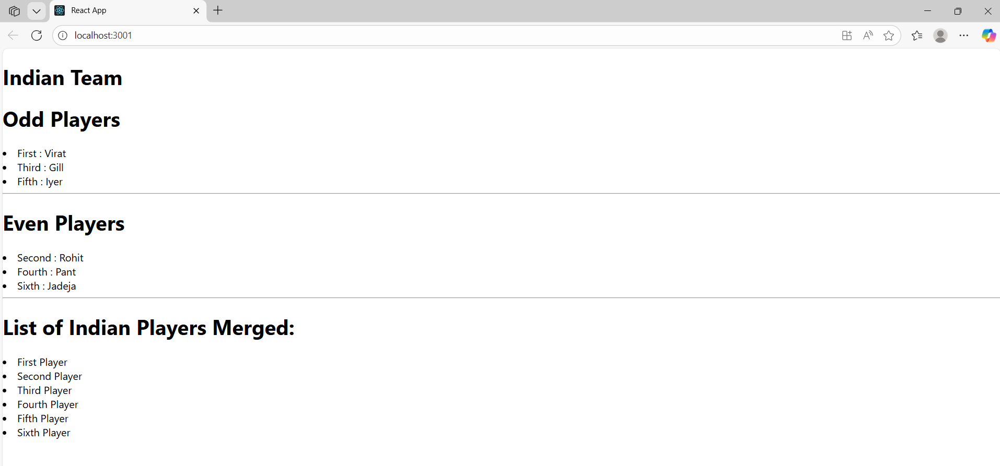 React App
localhost:3001
Indian Team
Odd Players
First : Virat
Third : Gill
Fifth : Iyer
Even Players
Second : Rohit
Fourth : Pant
Sixth : Jadeja
List of Indian Players Merged:
First Player
Second Player
Third Player
Fourth Player
Fifth Player
Sixth Player